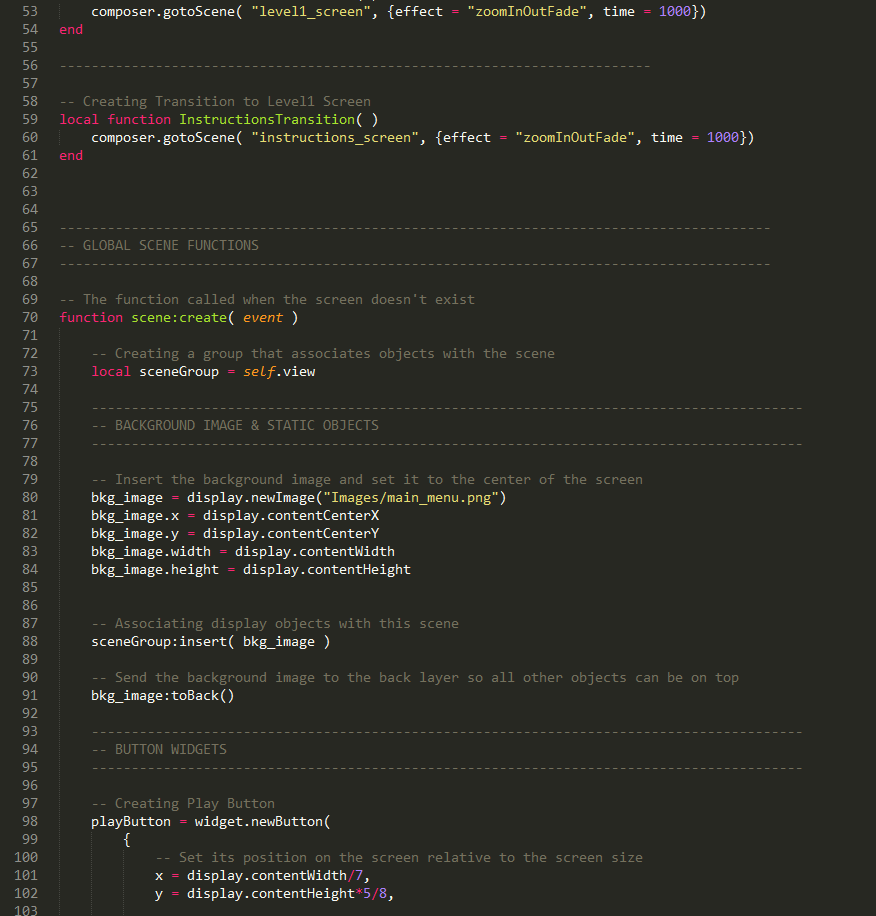 53 composer.gotoScene( "level1_screen", {effect = "zoomInOutFade", time = 1000})
54 end
55
56 --------------------------------------------------------------------------
57
58 -- Creating Transition to Level1 Screen
59 local function InstructionsTransition( )
60 composer.gotoScene( "instructions_screen", {effect = "zoomInOutFade", time = 1000})
61 end
62
63
64
65 -----------------------------------------------------------------------------------------
66 -- GLOBAL SCENE FUNCTIONS
67 -----------------------------------------------------------------------------------------
68
69 -- The function called when the screen doesn't exist
70 function scene:create( event )
71
72 -- Creating a group that associates objects with the scene
73 local sceneGroup = self.view
74
75 -----------------------------------------------------------------------------------------
76 -- BACKGROUND IMAGE & STATIC OBJECTS
77 -----------------------------------------------------------------------------------------
78
79 -- Insert the background image and set it to the center of the screen
80 bkg_image = display.newImage("Images/main_menu.png")
81 bkg_image.x = display.contentCenterX
82 bkg_image.y = display.contentCenterY
83 bkg_image.width = display.contentWidth
84 bkg_image.height = display.contentHeight
85
86
87 -- Associating display objects with this scene
88 sceneGroup:insert( bkg_image )
89
90 -- Send the background image to the back layer so all other objects can be on top
91 bkg_image:toBack()
92
93 -----------------------------------------------------------------------------------------
94 -- BUTTON WIDGETS
95 -----------------------------------------------------------------------------------------
96
97 -- Creating Play Button
98 playButton = widget.newButton(
99 {
100 -- Set its position on the screen relative to the screen size
101 x = display.contentWidth/7,
102 y = display.contentHeight*5/8,
103